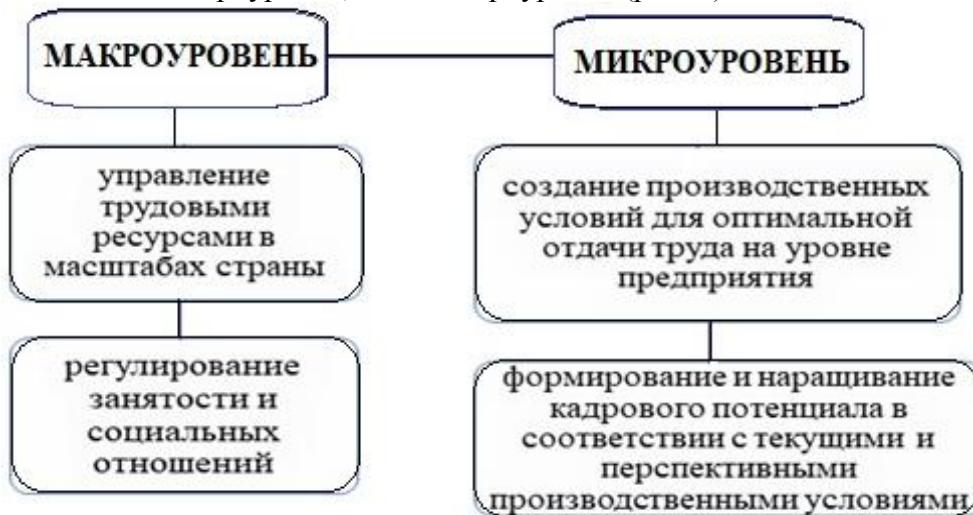 МАКРОУРОВЕНЬ
управление
трудовыми
ресурсами в
масштабах страны
регулирование
занятости и
социальных
отношений
МИКРОУРОВЕНЬ
создание производственных
условий для оптимальной
отдачи труда на уровне
предприятия
формирование и наращивание
кадрового потенциала в
соответствии с текущими и
перспективными
производственными условиями